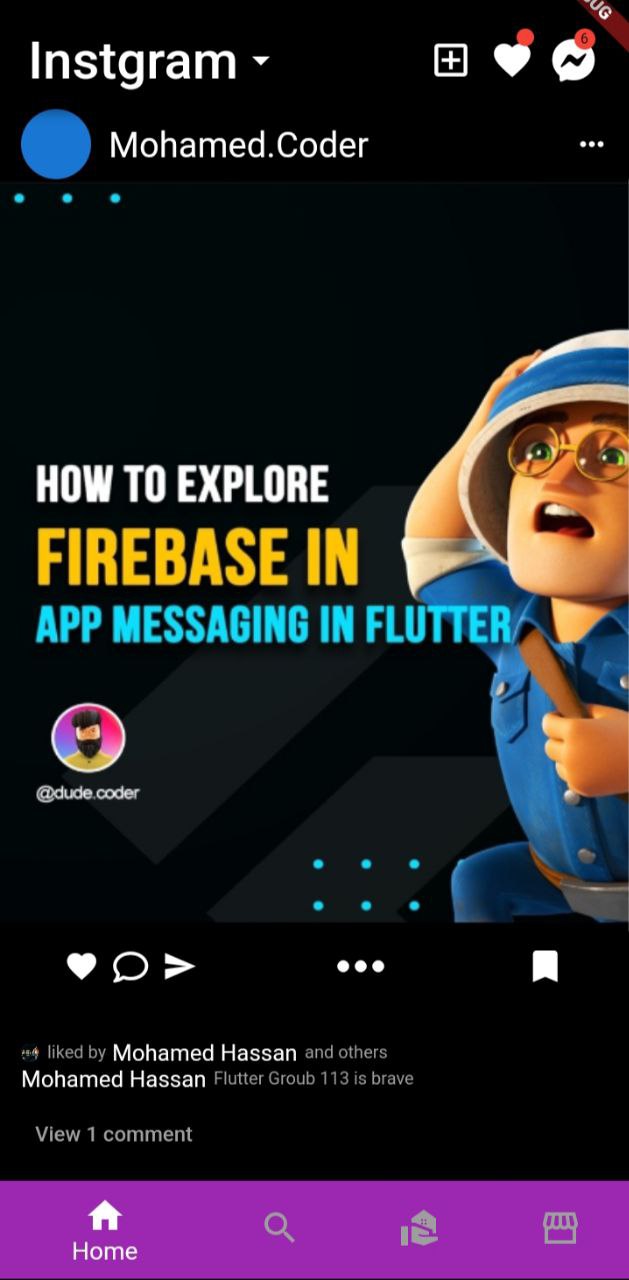 Instgram
6
Mohamed.Coder
HOW TO EXPLORE
FIREBASE IN
APP MESSAGING IN FLUTTER
@dude.coder
liked by Mohamed Hassan and others
Mohamed Hassan Flutter Groub 113 is brave
View 1 comment
Home